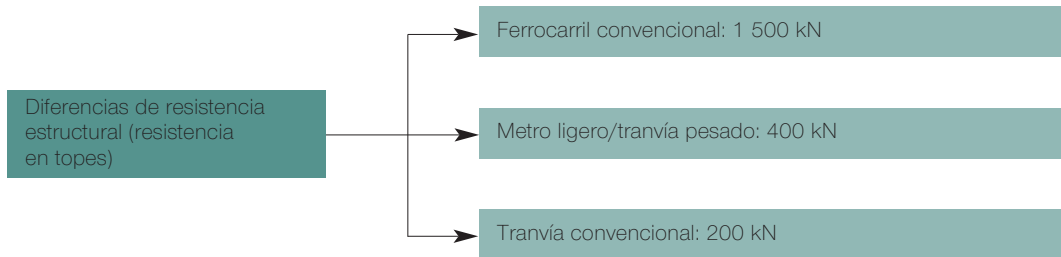 Diferencias de resistencia
estructural (resistencia
en topes)
Ferrocarril convencional: 1 500 kN
Metro ligero/tranvía pesado: 400 kN
Tranvía convencional: 200 kN